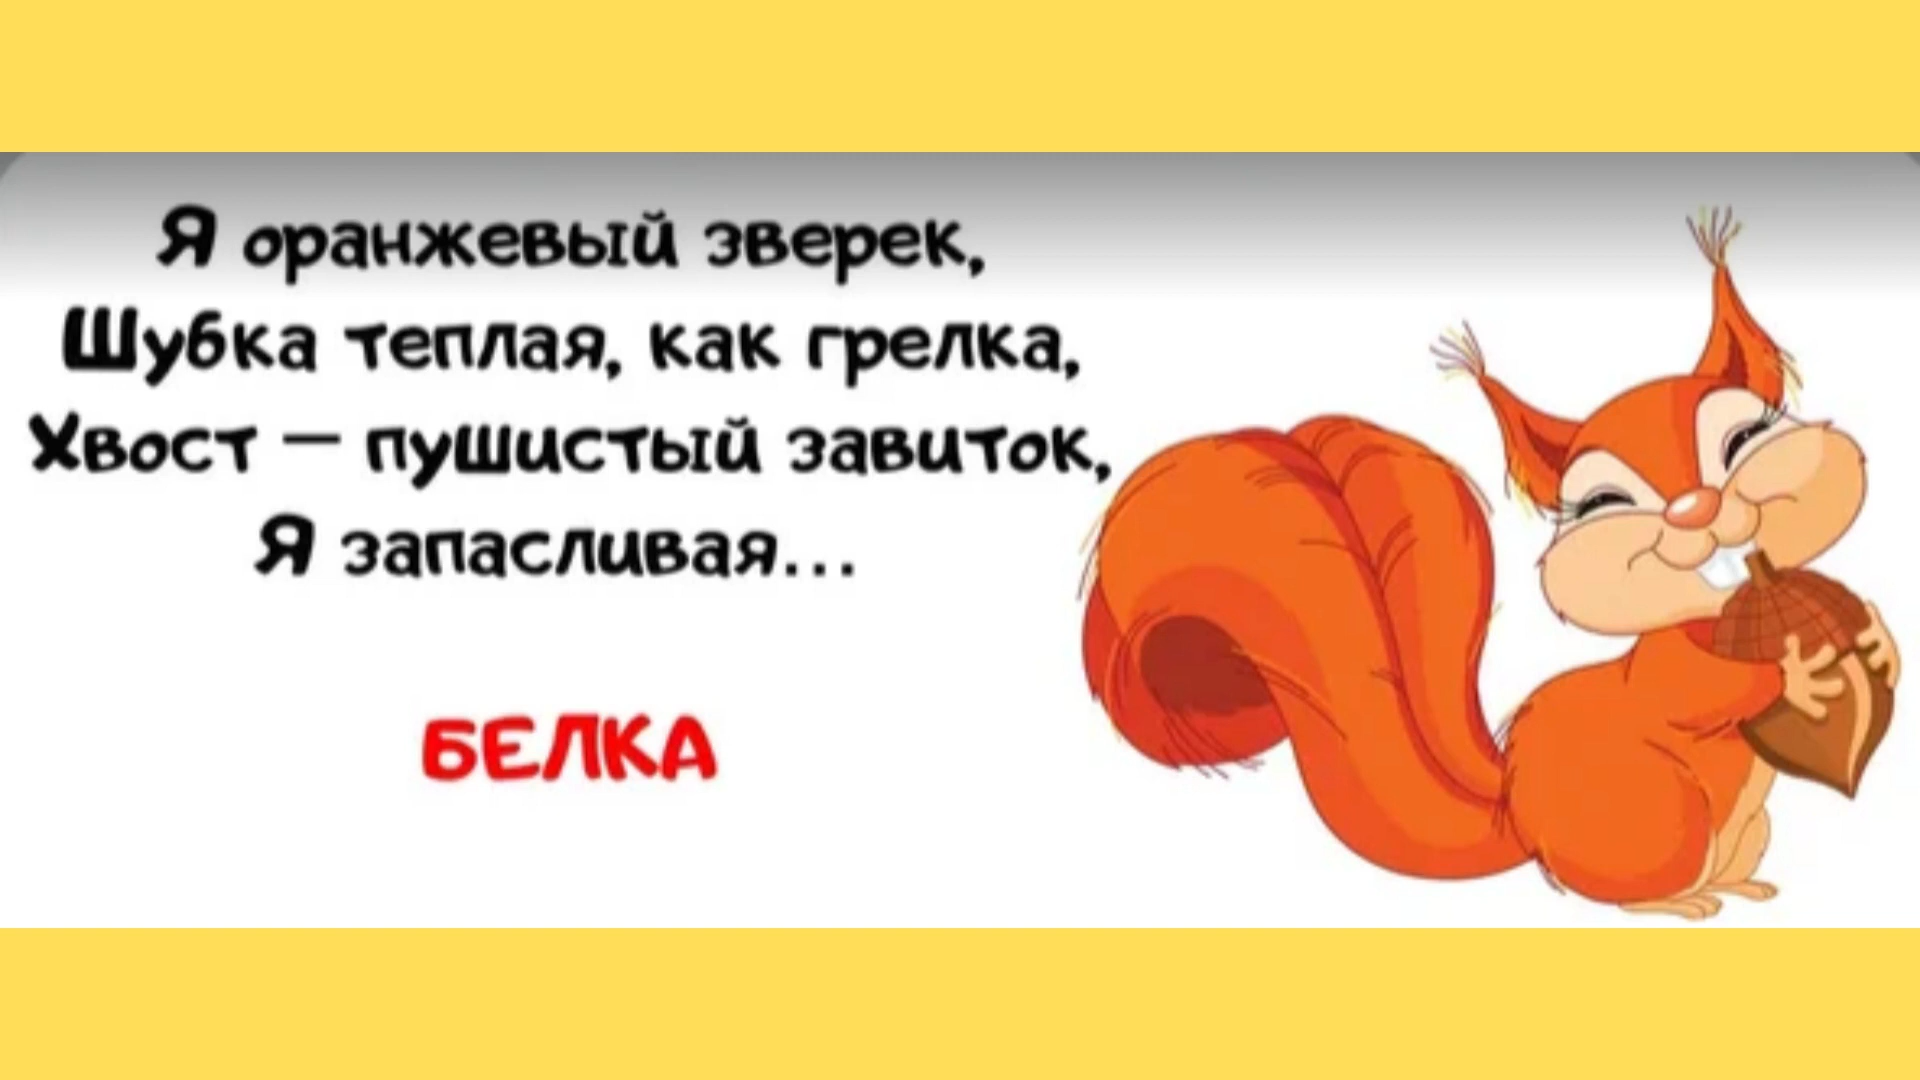 Я оранжевый зверек,
Шубка теплая, как грелка,
Хвост – пушистый завиток,
Я запасливая...
БЕЛКА